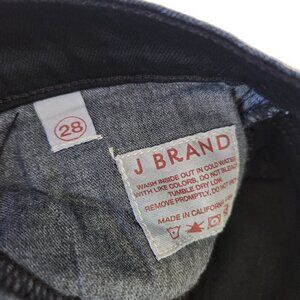 28
J BRAND
WASH INSIDE OUT IN COLD WATER
WITH LIKE COLORS, DO NOT BLEACH
TUMBLE DRY LOW
REMOVE PROMPTLY, DO NOT
MADE IN CALIFORNIA